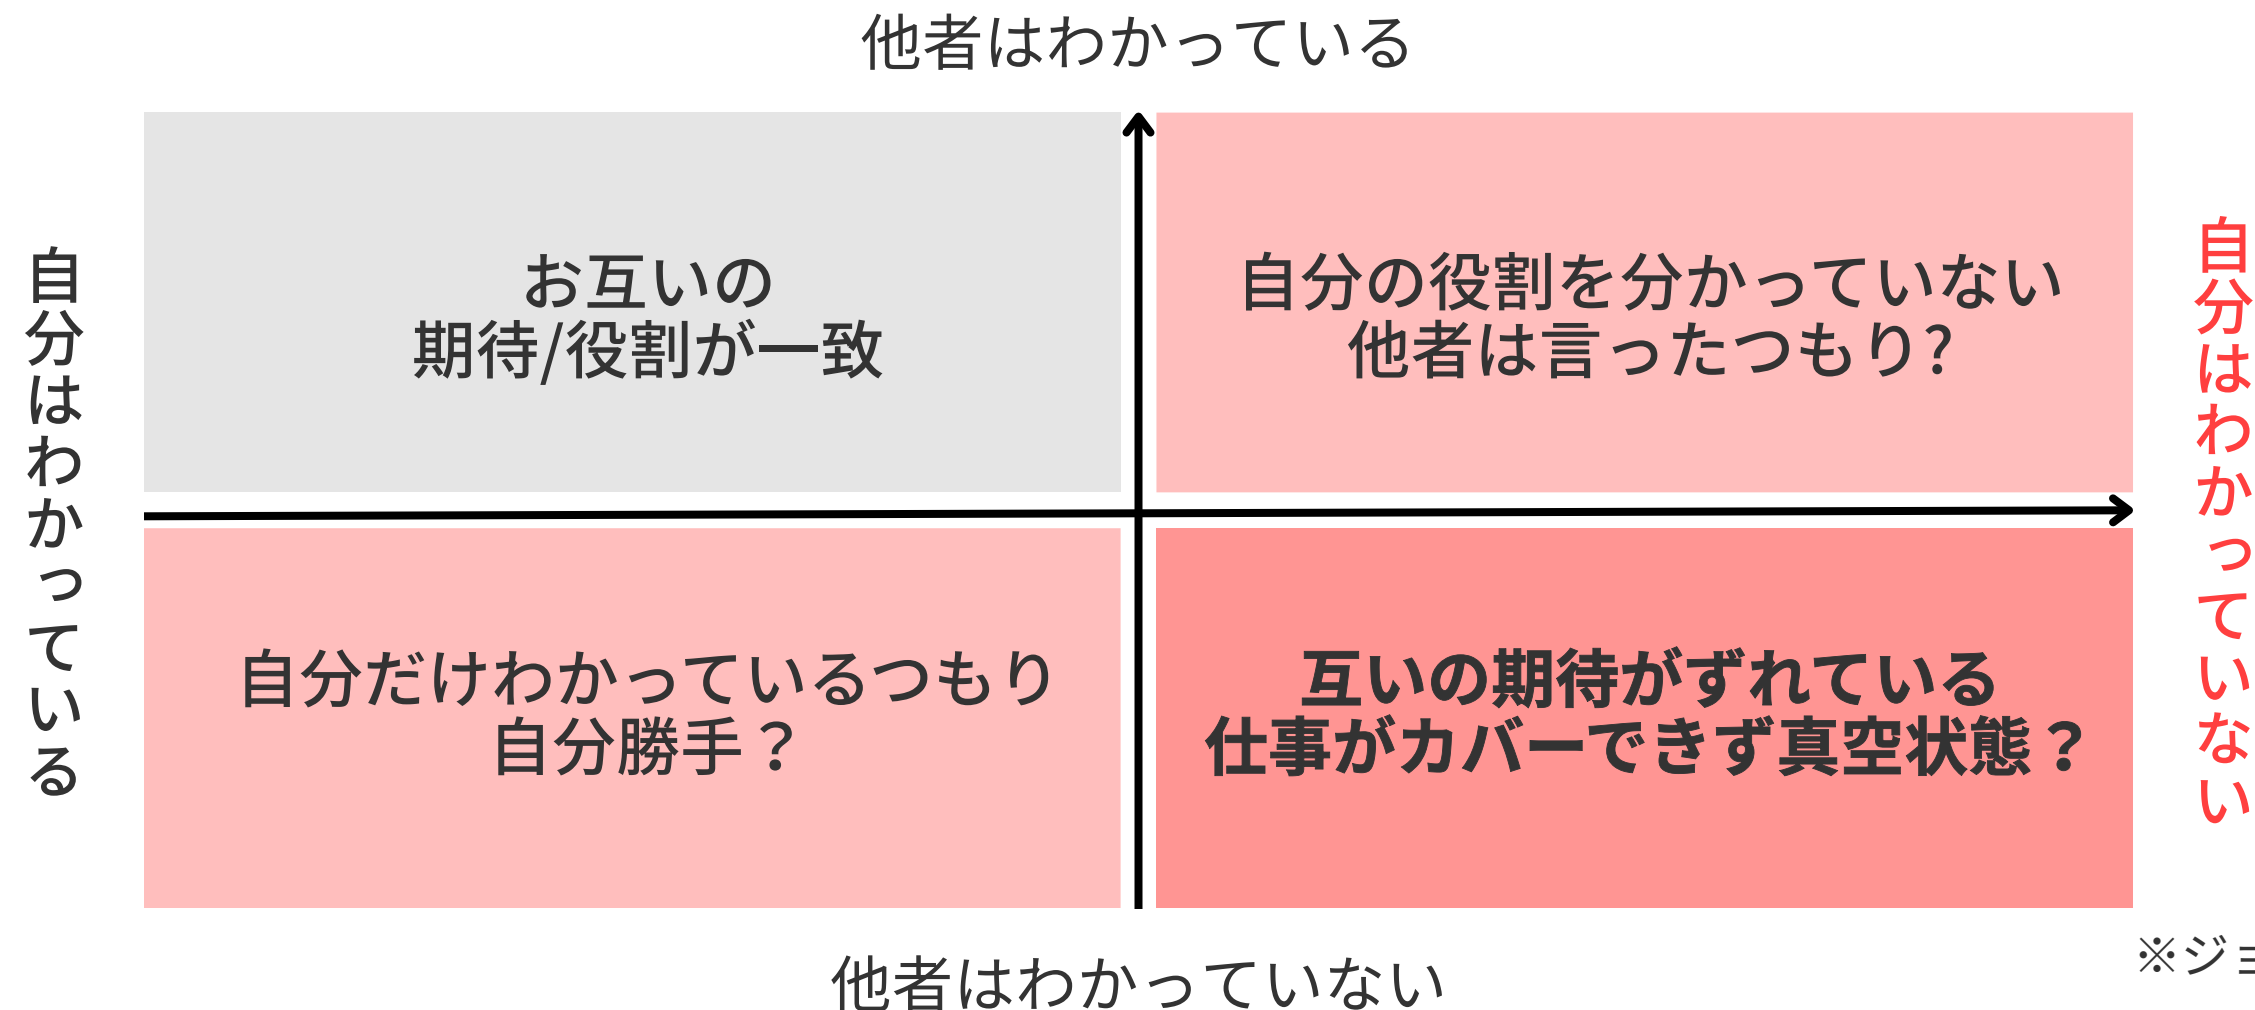 他者はわかっている
自分はわかっている
お互いの
期待/役割が一致
自分の役割を分かっていない
他者は言ったつもり?
自分はわかっていない
自分だけわかっているつもり
自分勝手？
互いの期待がずれている
仕事がカバーできず真空状態？
他者はわかっていない
※ジョ